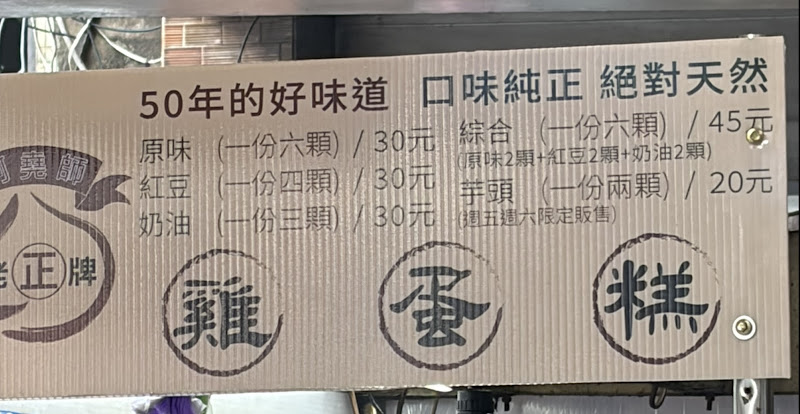 50年的好味道 口味純正 絕對天然
原味 (一份六顆) / 30元
紅豆 (一份四顆) / 30元
奶油 (一份三顆) / 30元
綜合 (一份六顆) / 45元
(原味2顆+紅豆2顆+奶油2顆)
芋頭 (一份兩顆) / 20元
(週五週六限定販售)
堯師
正牌
雞蛋糕